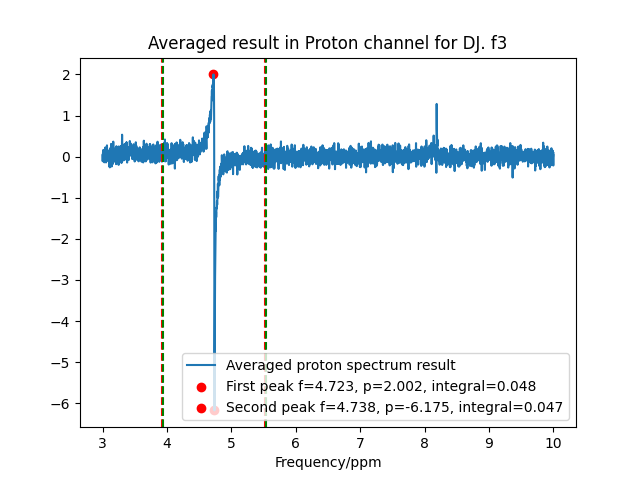 Averaged result in Proton channel for DJ. f3
2
1
0
−1
−2
−3
−4
−5
−6
Averaged proton spectrum result
First peak f=4.723, p=2.002, integral=0.048
Second peak f=4.738, p=-6.175, integral=0.047
3 4 5 6 7 8 9 10
Frequency/ppm